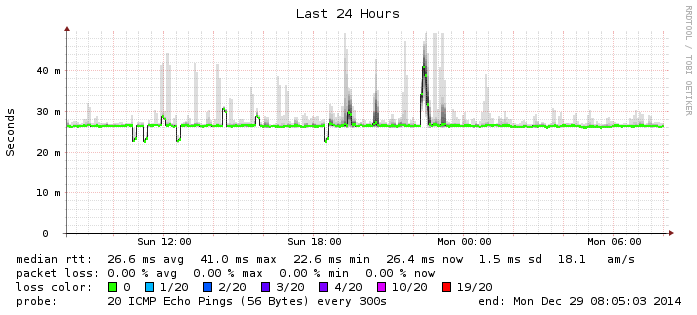 Last 24 Hours
RRDTOOL / TOBI OETIKER
Seconds
40 m
30 m
20 m
10 m
0
Sun 12:00 Sun 18:00 Mon 00:00 Mon 06:00
median rtt: 26.6 ms avg 41.0 ms max 22.6 ms min 26.4 ms now 1.5 ms sd 18.1 am/s
packet loss: 0.00 % avg 0.00 % max 0.00 % min 0.00 % now
loss color: 0 1/20 2/20 3/20 4/20 10/20 19/20
probe: 20 ICMP Echo Pings (56 Bytes) every 300s end: Mon Dec 29 08:05:03 2014